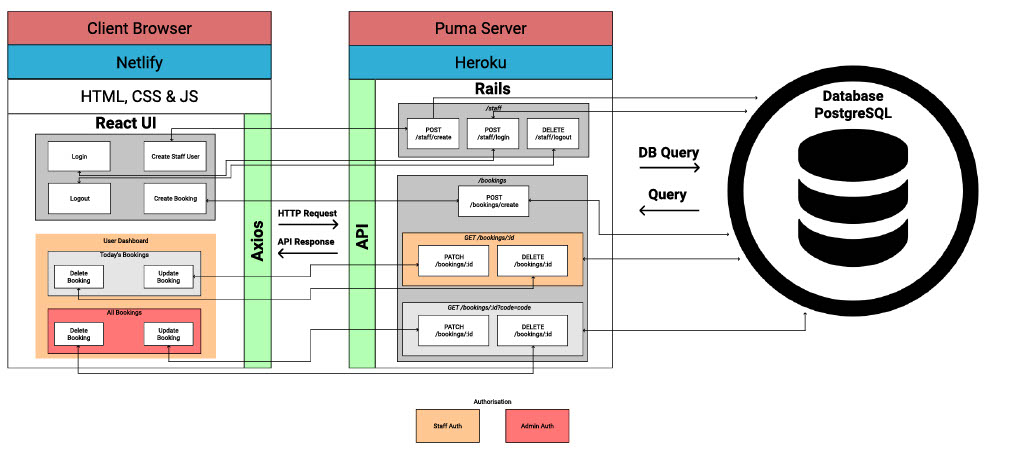 Client Browser
Netlify
HTML, CSS & JS
React UI
Login
Create Staff User
Logout
Create Booking
User Dashboard
Today's Bookings
Delete
Booking
Update
Booking
All Bookings
Delete
Booking
Update
Booking
Axios
HTTP Request
API Response
Puma Server
Heroku
API
Rails
/staff
POST
/staff/create
POST
/staff/login
DELETE
/staff/logout
/bookings
POST
/bookings/create
GET /bookings/:id
PATCH
/bookings/:id
DELETE
/bookings/:id
GET /bookings/:id?code=code
PATCH
/bookings/:id
DELETE
/bookings/:id
DB Query
Query
Database
PostgreSQL
Authorisation
Staff Auth
Admin Auth